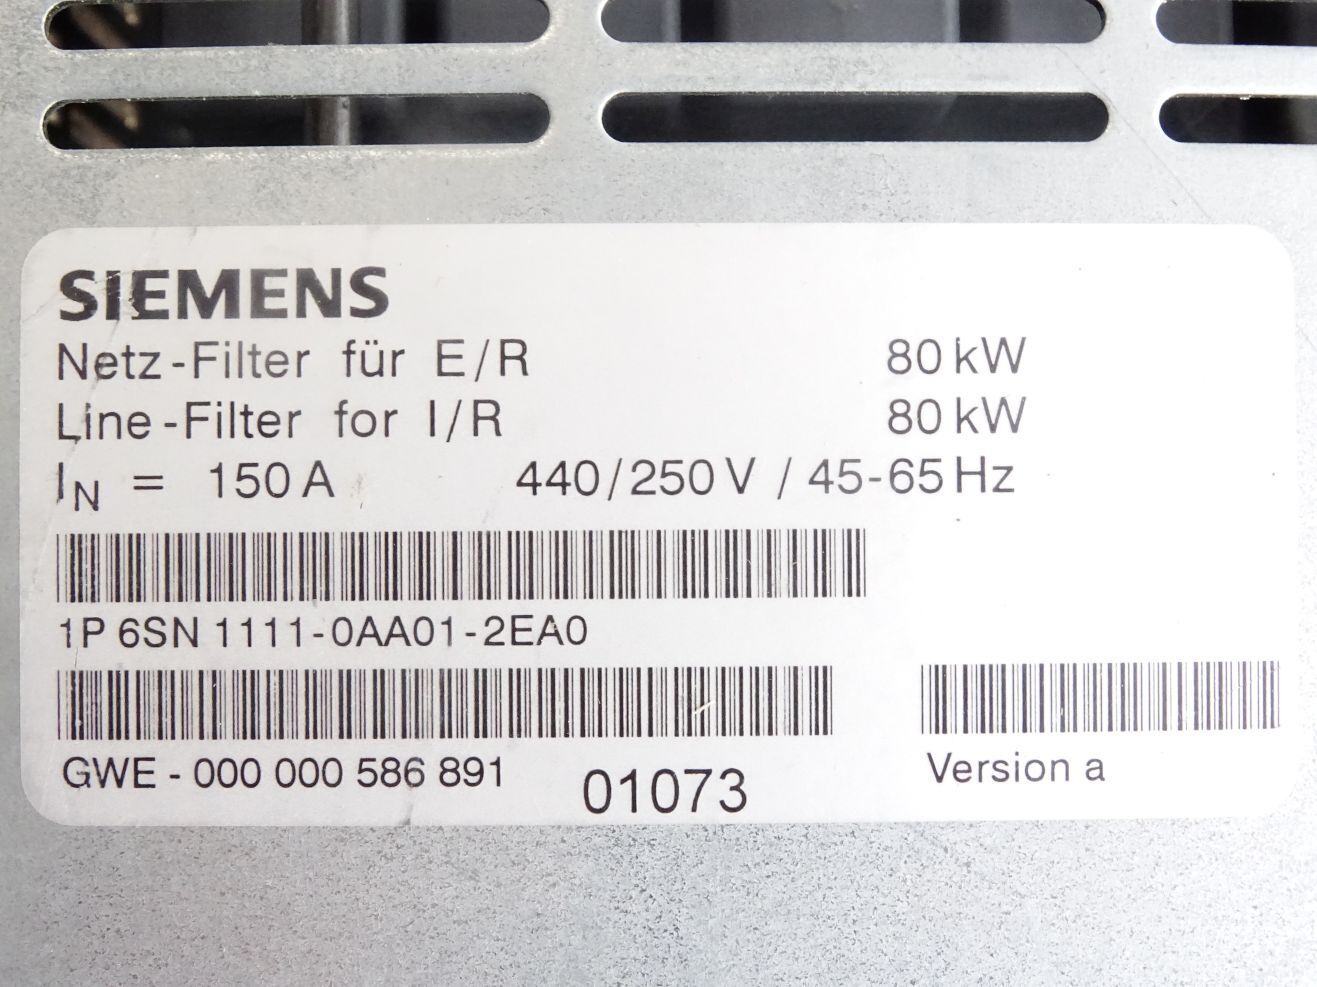 SIEMENS
Netz-Filter für E/R 80 kW
Line-Filter for I/R 80 kW
IN = 150 A 440/250 V / 45-65 Hz
1P 6SN 1111-0AA01-2EA0
GWE - 000 000 586 891 01073 Version a